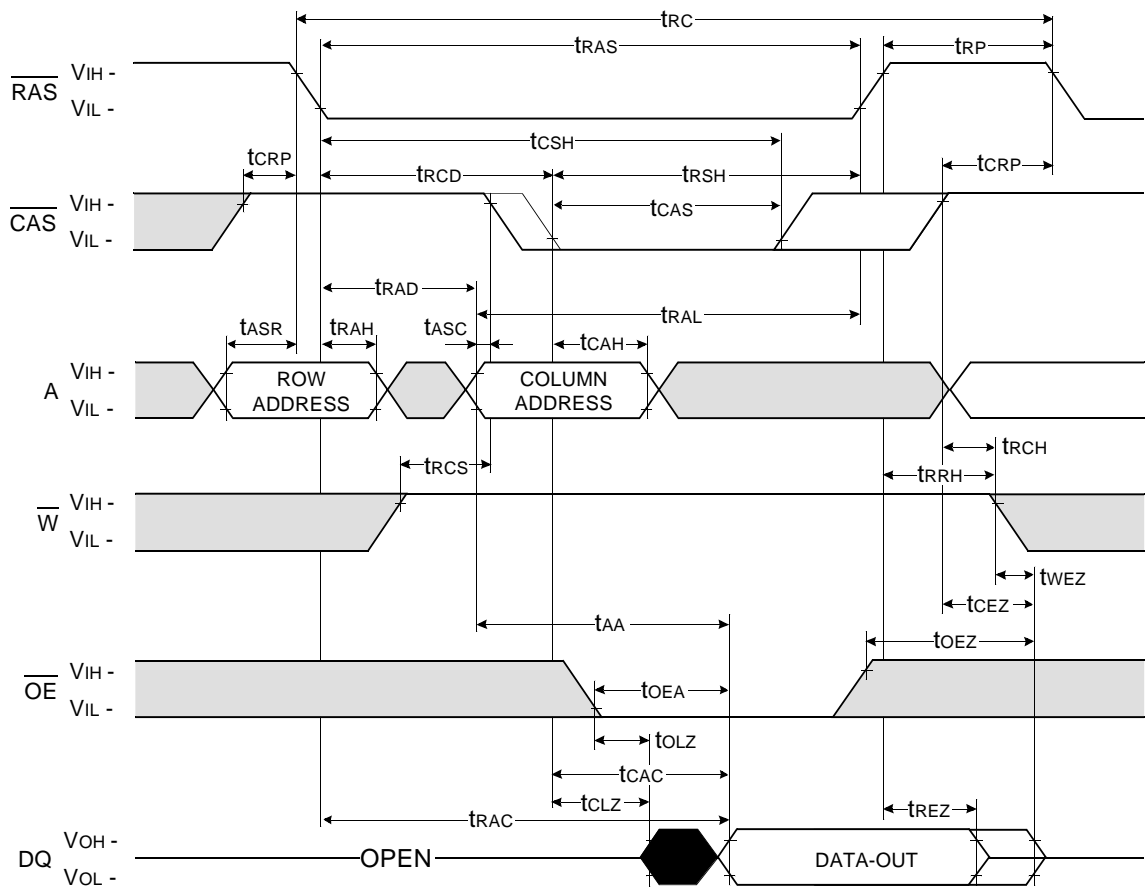 tRC
tRAS
tRP
RAS
VIH -
VIL -
tCSH
tCRP
tRCD
tRSH
tCRP
CAS
VIH -
VIL -
tCAS
tRAD
tRAL
tASR
tRAH
tASC
tCAH
A
VIH -
VIL -
ROW
ADDRESS
COLUMN
ADDRESS
tRCS
tRCH
tRRH
W
VIH -
VIL -
tWEZ
tCEZ
tAA
tOEZ
OE
VIH -
VIL -
tOEA
tOLZ
tCAC
tCLZ
tREZ
tRAC
DQ
VOH -
VOL -
OPEN
DATA-OUT